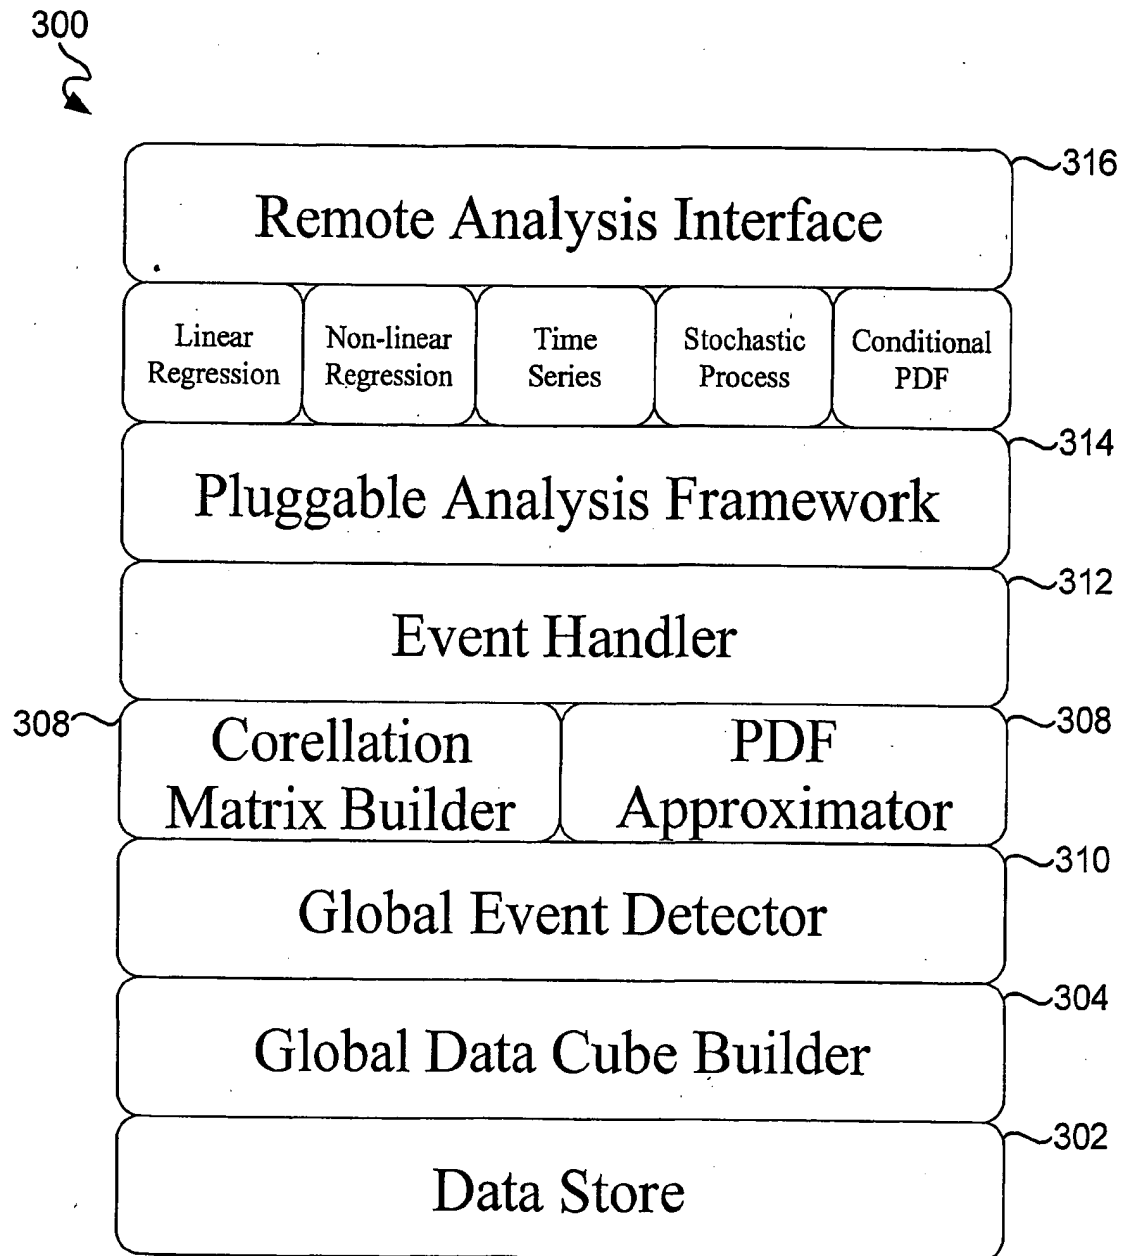 300
316
Remote Analysis Interface
Linear
Regression
Non-linear
Regression
Time
Series
Stochastic
Process
Conditional
PDF
314
Pluggable Analysis Framework
312
Event Handler
308
Corellation
Matrix Builder
308
PDF
Approximator
310
Global Event Detector
304
Global Data Cube Builder
302
Data Store